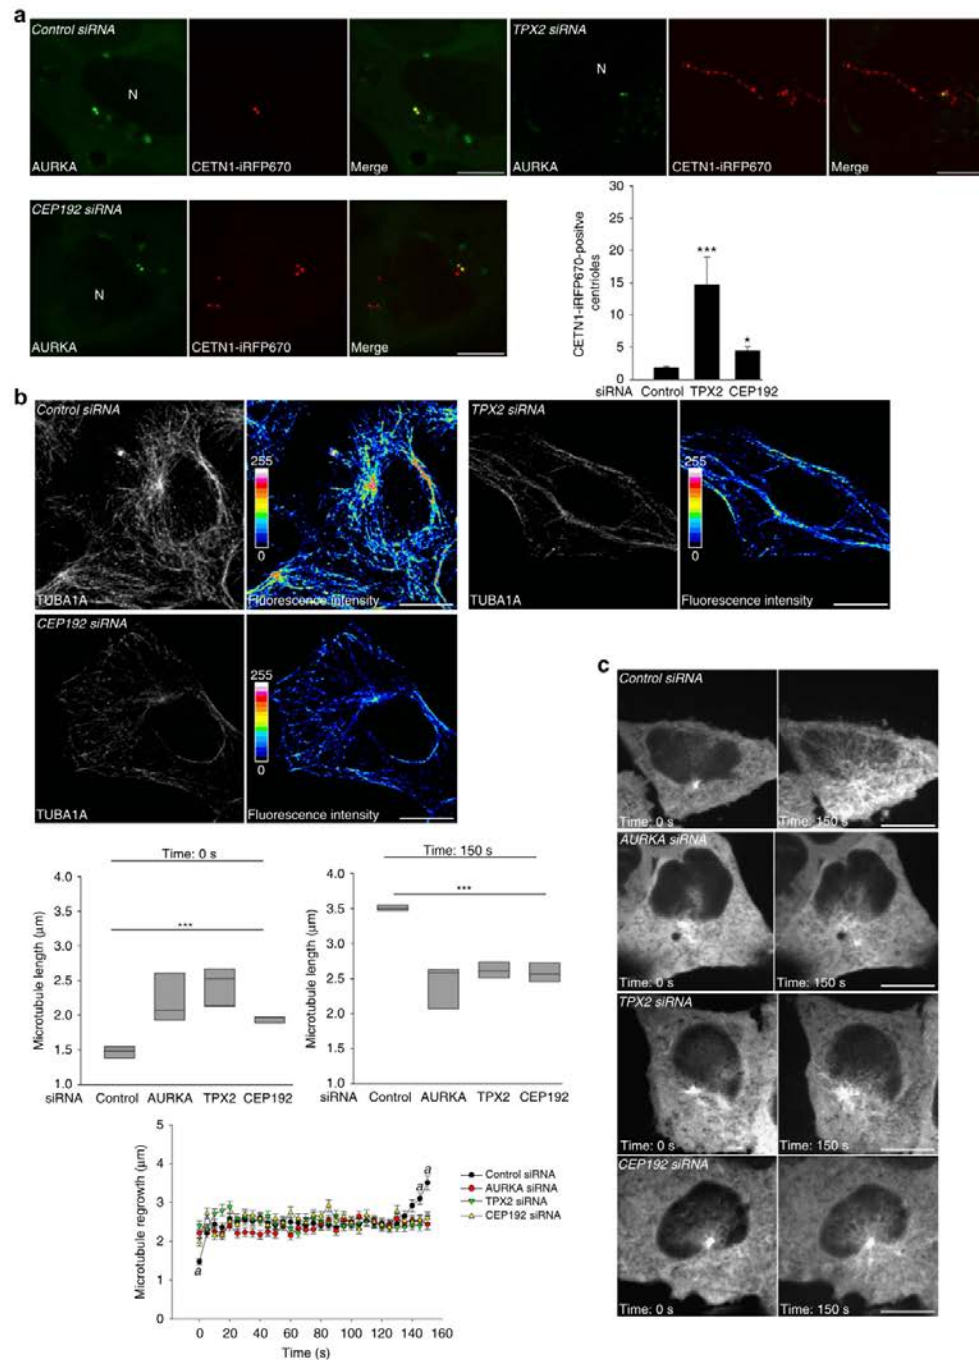 a
Control siRNA
N
AURKA
CETN1-iRFP670
Merge
TPX2 siRNA
N
AURKA
CETN1-iRFP670
Merge
CEP192 siRNA
N
AURKA
CETN1-iRFP670
Merge
CETN1-iRFP670-positve
centrioles
30
25
20
15
10
5
0
***
*
siRNA Control TPX2 CEP192
b
Control siRNA
TUBA1A
255
0
Fluorescence intensity
TPX2 siRNA
TUBA1A
255
0
Fluorescence intensity
CEP192 siRNA
TUBA1A
255
0
Fluorescence intensity
Time: 0 s
***
Microtubule length (μm)
4.0
3.5
3.0
2.5
2.0
1.5
1.0
siRNA Control AURKA TPX2 CEP192
Time: 150 s
***
Microtubule length (μm)
4.0
3.5
3.0
2.5
2.0
1.5
1.0
siRNA Control AURKA TPX2 CEP192
Microtubule regrowth (μm)
5
4
3
2
1
0
a
a
a
Control siRNA
AURKA siRNA
TPX2 siRNA
CEP192 siRNA
0 20 40 60 80 100 120 140 160
Time (s)
c
Control siRNA
Time: 0 s
Time: 150 s
AURKA siRNA
Time: 0 s
Time: 150 s
TPX2 siRNA
Time: 0 s
Time: 150 s
CEP192 siRNA
Time: 0 s
Time: 150 s